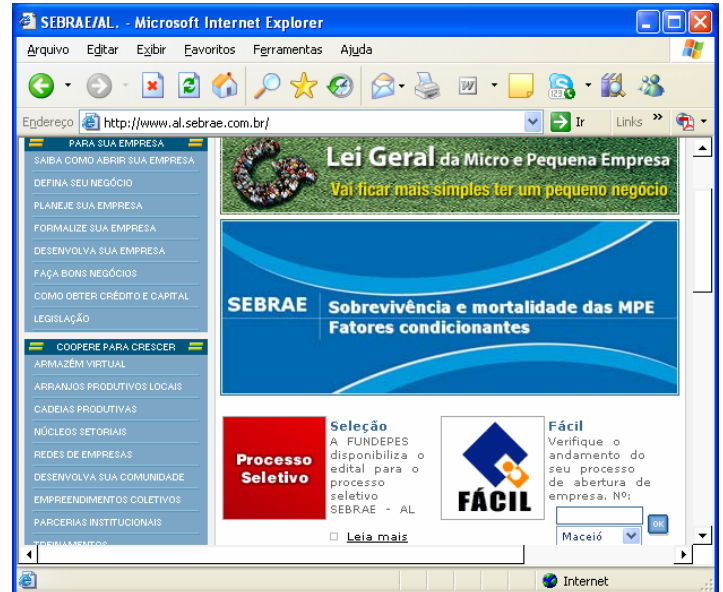 SEBRAE/AL. - Microsoft Internet Explorer
Arquivo Editar Exibir Favoritos Ferramentas Ajuda
Endereço http://www.al.sebrae.com.br/ Ir Links »
PARA SUA EMPRESA
SAIBA COMO ABRIR SUA EMPRESA
DEFINA SEU NEGÓCIO
PLANEJE SUA EMPRESA
FORMALIZE SUA EMPRESA
DESENVOLVA SUA EMPRESA
FAÇA BONS NEGÓCIOS
COMO OBTER CRÉDITO E CAPITAL
LEGISLAÇÃO
COOPERE PARA CRESCER
ARMAZÉM VIRTUAL
ARRANJOS PRODUTIVOS LOCAIS
CADEIAS PRODUTIVAS
NÚCLEOS SETORIAIS
REDES DE EMPRESAS
DESENVOLVA SUA COMUNIDADE
EMPREENDIMENTOS COLETIVOS
PARCERIAS INSTITUCIONAIS
TREINAMENTOS
Lei Geral da Micro e Pequena Empresa
Vai ficar mais simples ter um pequeno negócio
SEBRAE
Sobrevivência e mortalidade das MPE
Fatores condicionantes
Processo
Seletivo
Seleção
A FUNDEPES
disponibiliza o
edital para o
processo
seletivo
SEBRAE - AL
Leia mais
FÁCIL
Fácil
Verifique o
andamento do
seu processo
de abertura de
empresa. Nº:
OK
Maceió
Internet